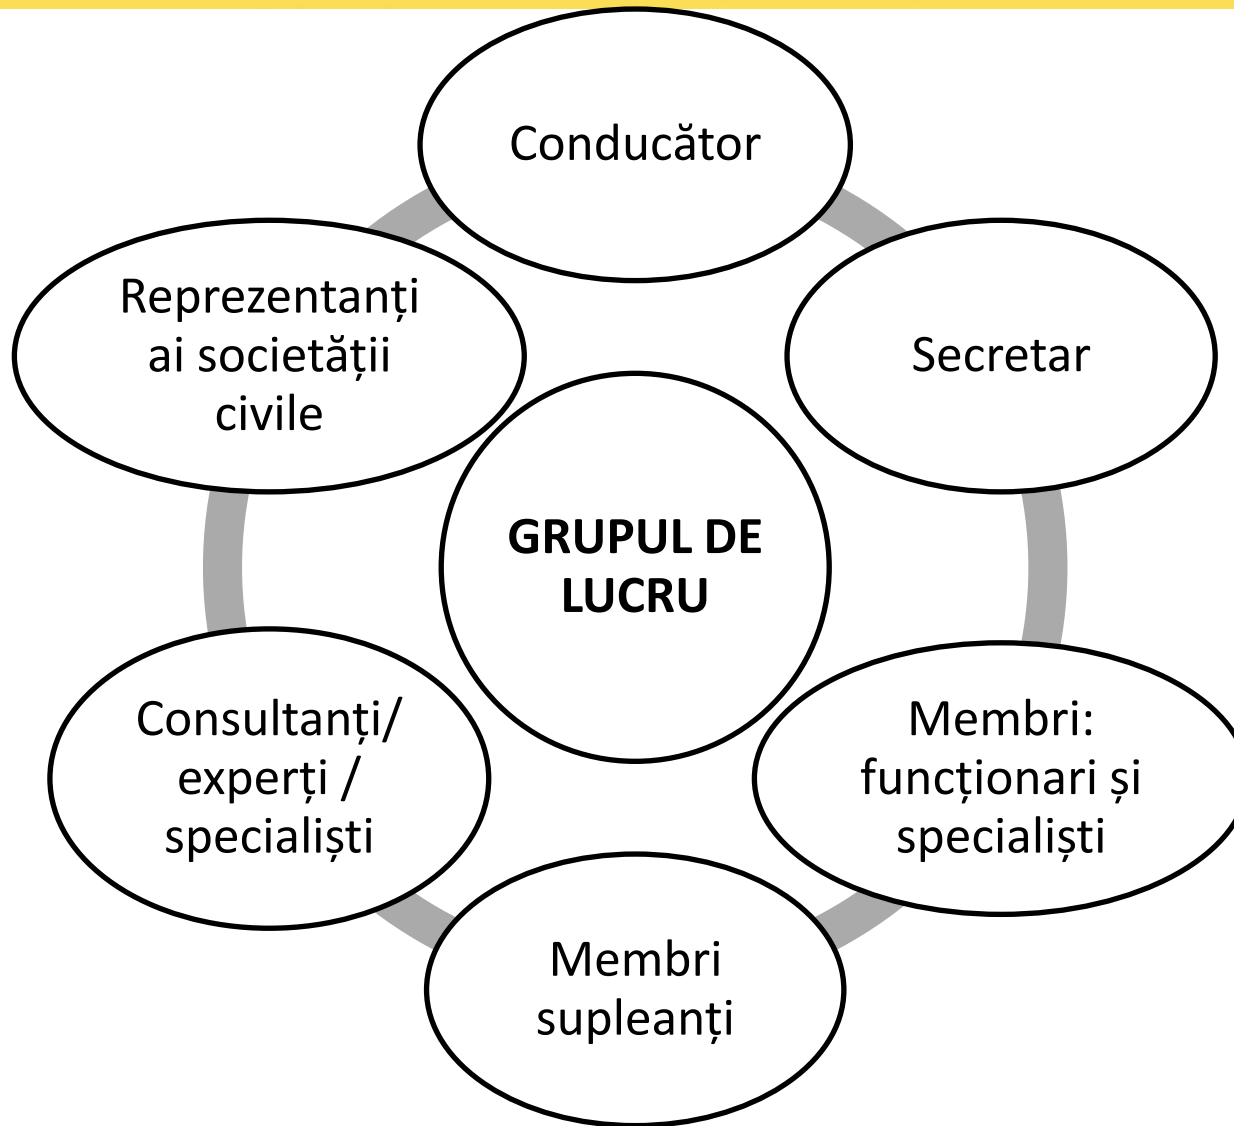 Conducător
Secretar
Membri:
funcționari și
specialiști
Membri
supleanți
Consultanți/
experți /
specialiști
Reprezentanți
ai societății
civile
GRUPUL DE
LUCRU